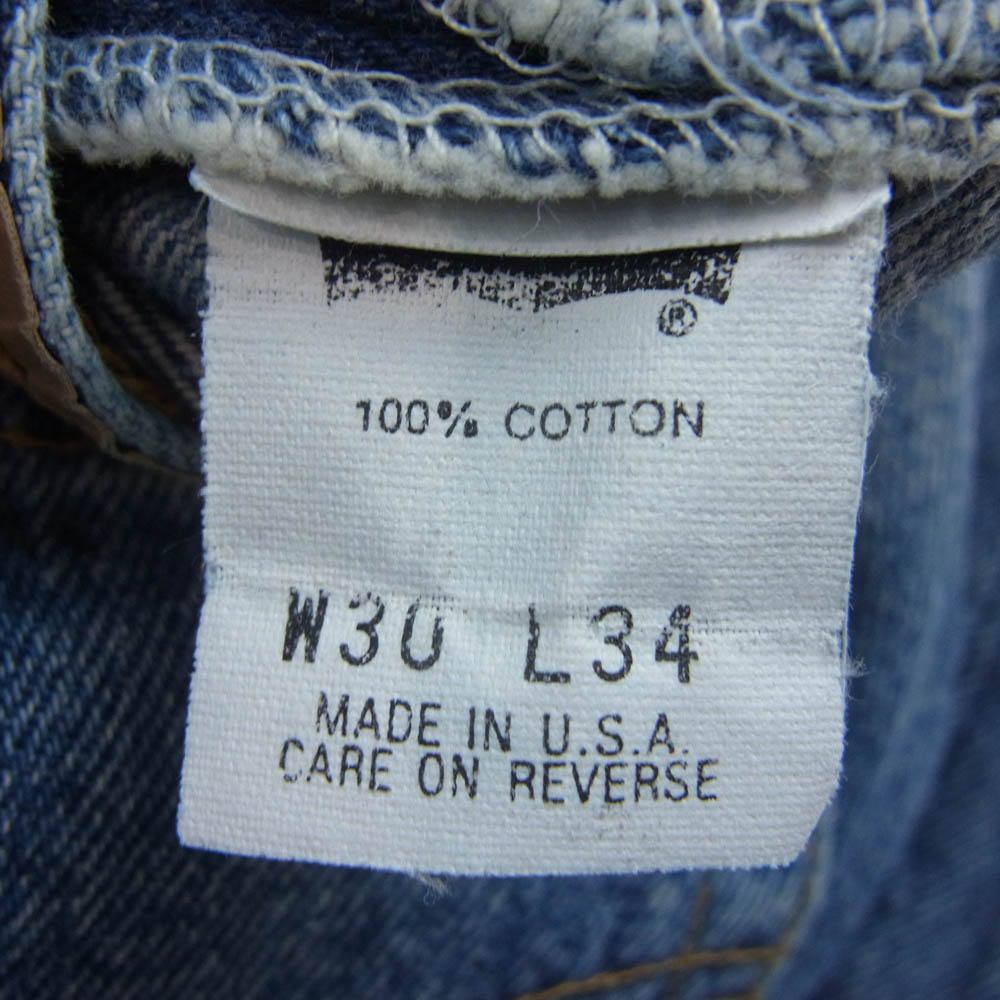 ®
100% COTTON
W30 L34
MADE IN U.S.A.
CARE ON REVERSE